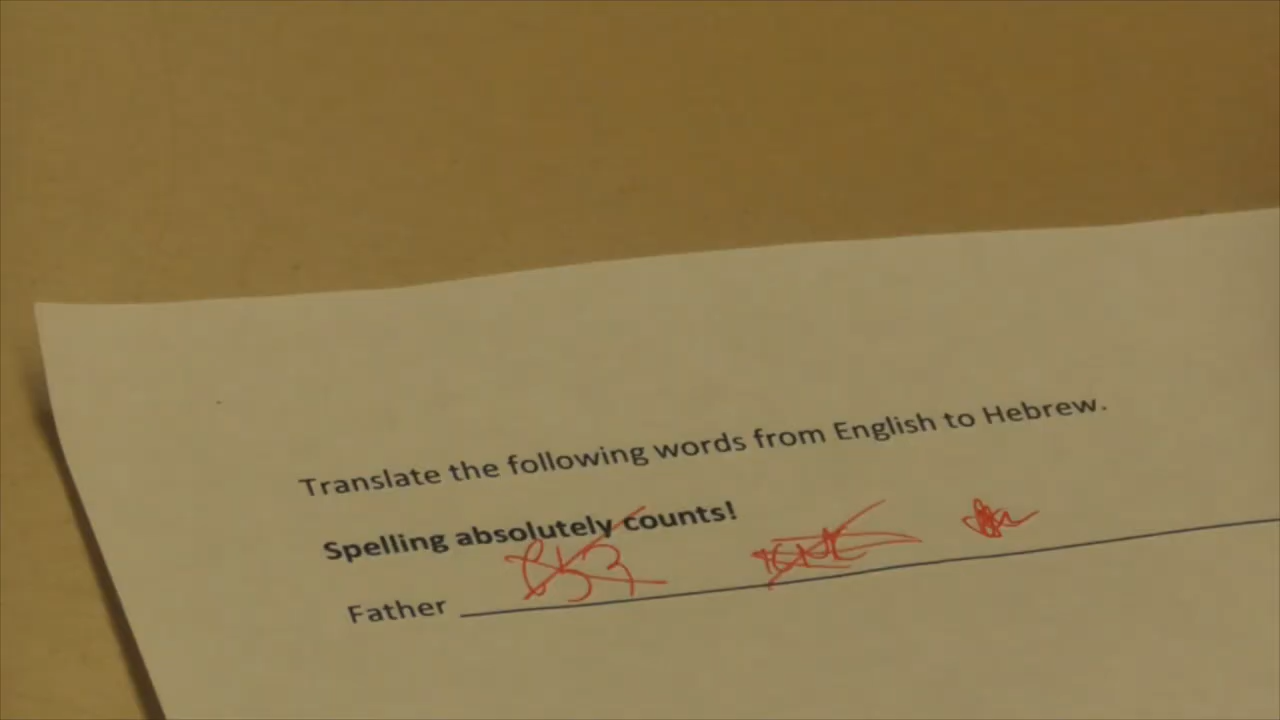 Translate the following words from English to Hebrew.
Spelling absolutely counts!
Father